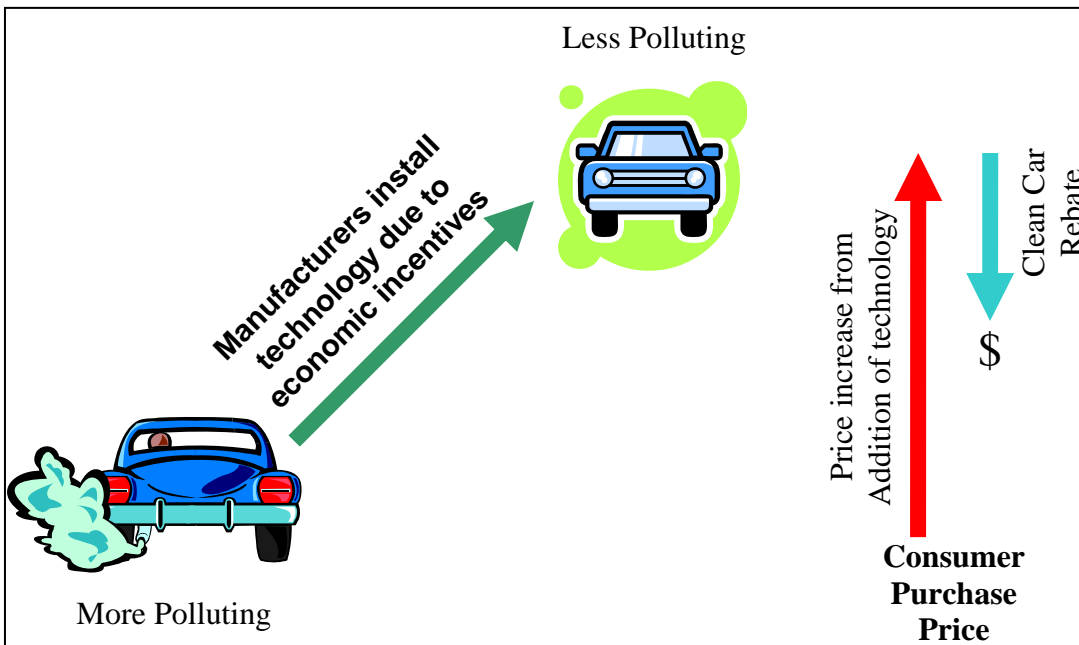 Less Polluting
Manufacturers install
technology due to
economic incentives
Price increase from
Addition of technology
Clean Car
Rebate
$
Consumer
Purchase
Price
More Polluting